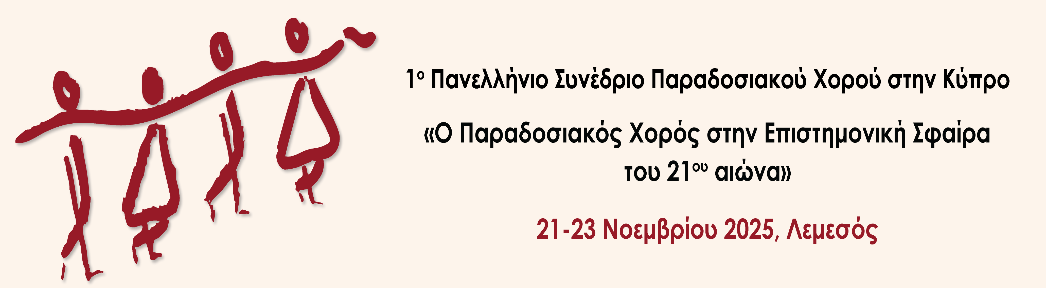 1ο Πανελλήνιο Συνέδριο Παραδοσιακού Χορού στην Κύπρο
«Ο Παραδοσιακός Χορός στην Επιστημονική Σφαίρα
του 21ου αιώνα»
21-23 Νοεμβρίου 2025, Λεμεσός